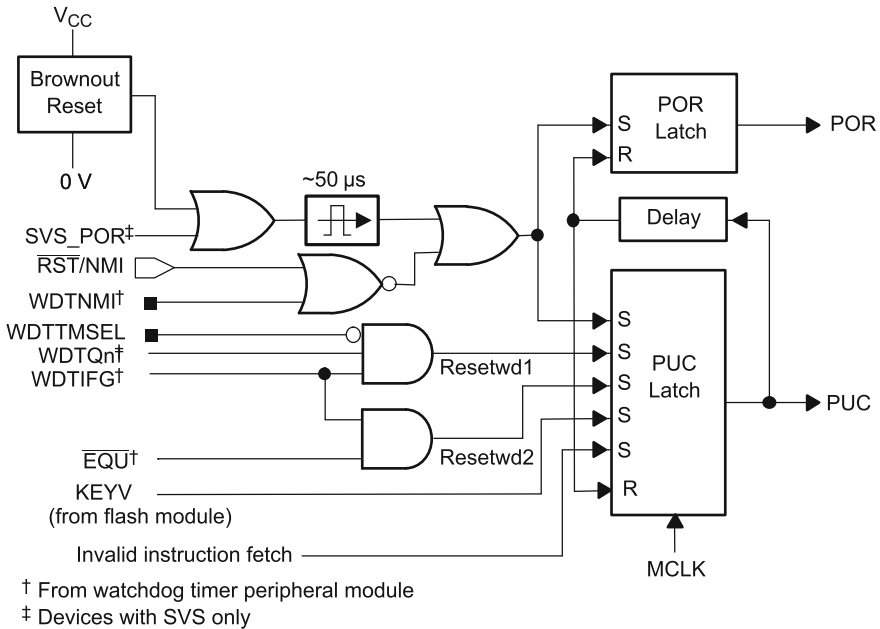 VCC
Brownout
Reset
0 V
~50 µs
SVS_POR‡
RST/NMI
WDTNMI†
WDTTMSEL
WDTQn‡
WDTIFG†
EQU†
KEYV
(from flash module)
Invalid instruction fetch
Resetwd1
Resetwd2
S
POR
Latch
R
POR
Delay
S
S
S
S
S
R
PUC
Latch
PUC
MCLK
† From watchdog timer peripheral module
‡ Devices with SVS only